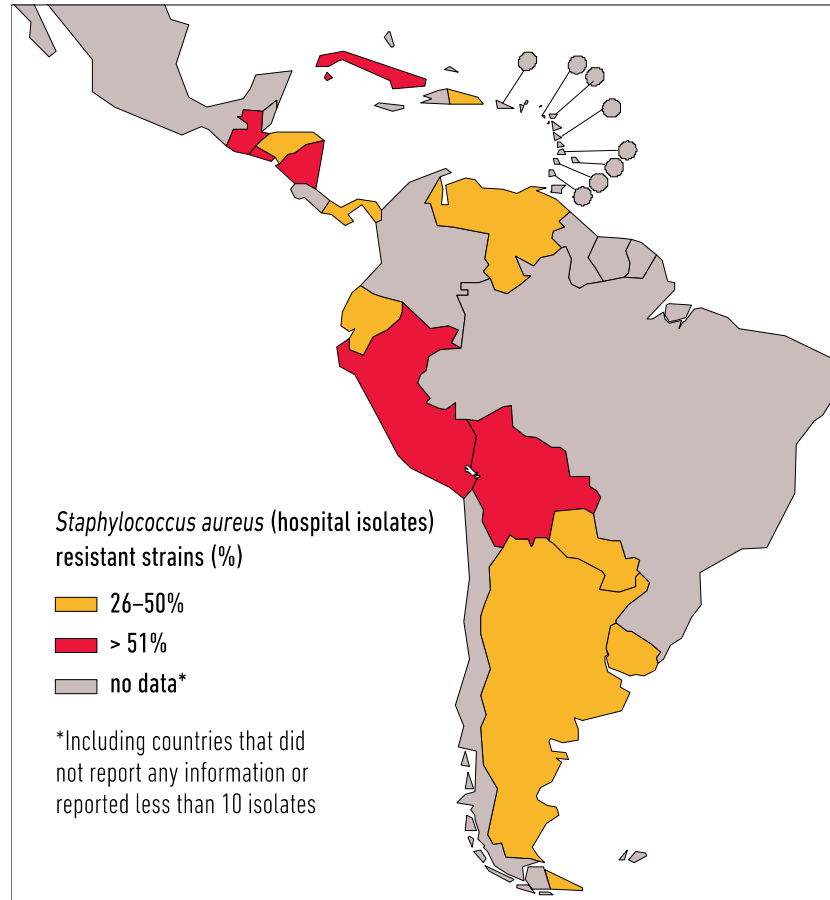 Staphylococcus aureus (hospital isolates)
resistant strains (%)
26–50%
> 51%
no data*
*Including countries that did
not report any information or
reported less than 10 isolates